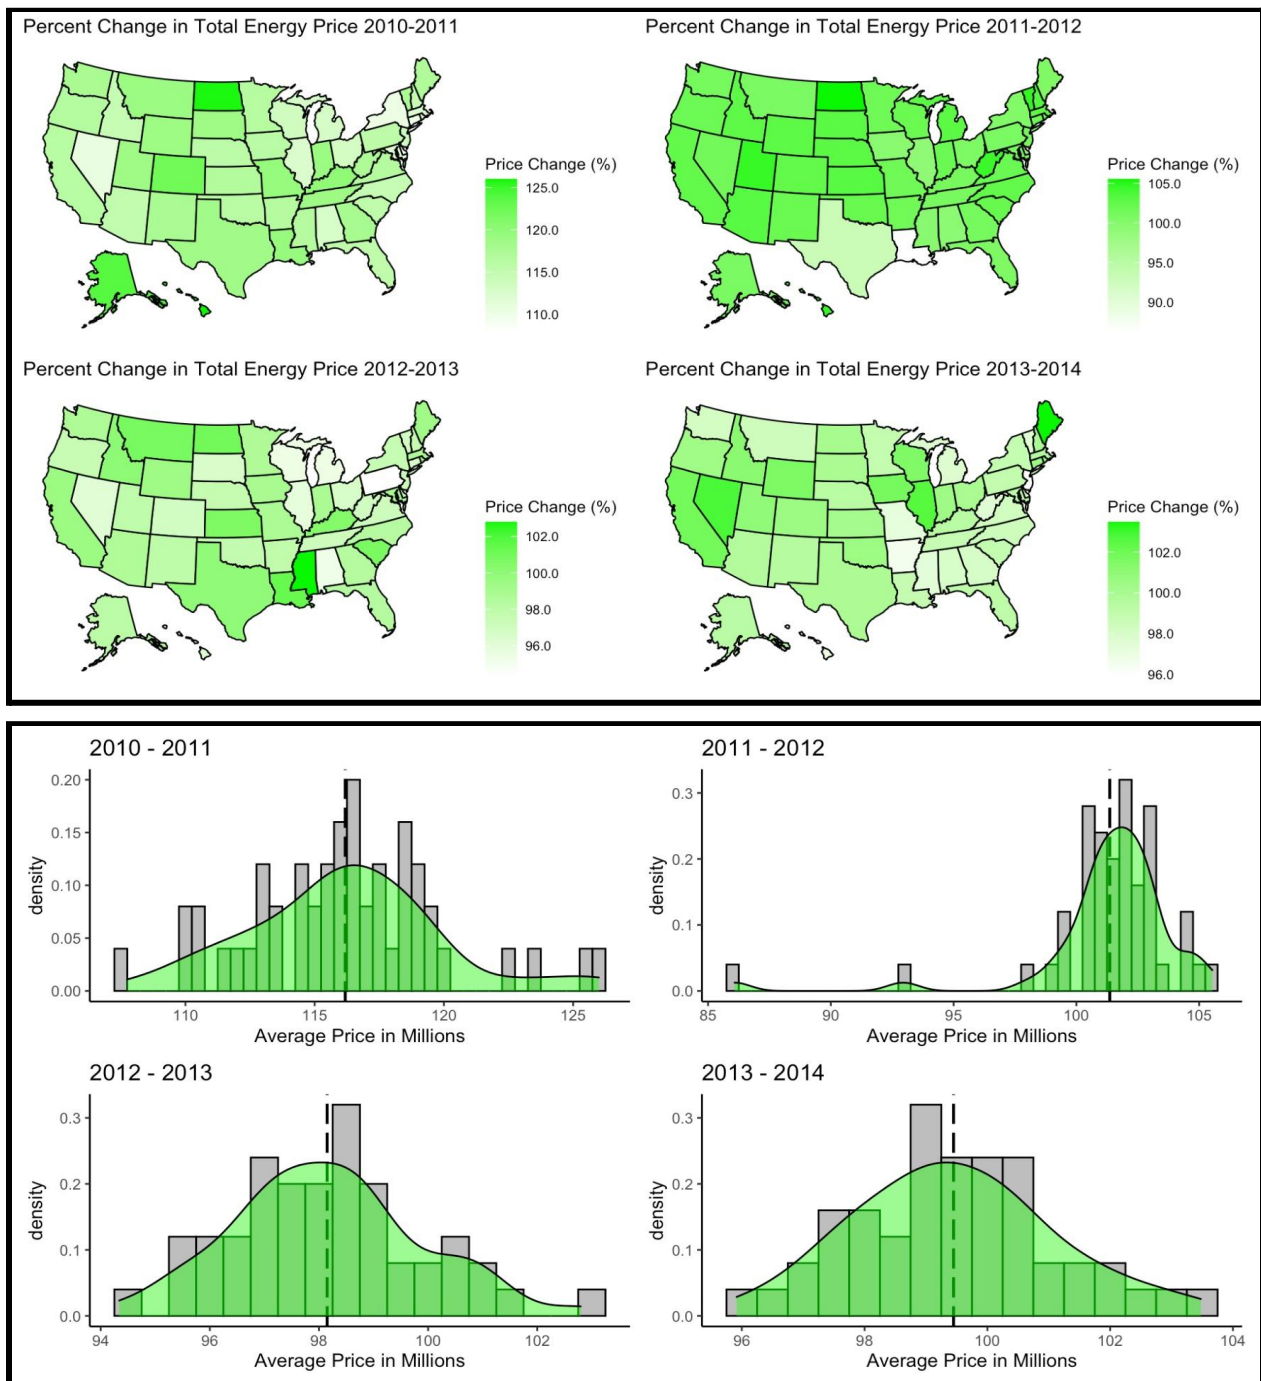 Percent Change in Total Energy Price 2010-2011
Price Change (%)
125.0
120.0
115.0
110.0
Percent Change in Total Energy Price 2011-2012
Price Change (%)
105.0
100.0
95.0
90.0
Percent Change in Total Energy Price 2012-2013
Price Change (%)
102.0
100.0
98.0
96.0
Percent Change in Total Energy Price 2013-2014
Price Change (%)
102.0
100.0
98.0
96.0
2010 - 2011
density
0.20
0.15
0.10
0.05
0.00
110 115 120 125
Average Price in Millions
2011 - 2012
density
0.3
0.2
0.1
0.0
85 90 95 100 105
Average Price in Millions
2012 - 2013
density
0.3
0.2
0.1
0.0
94 96 98 100 102
Average Price in Millions
2013 - 2014
density
0.3
0.2
0.1
0.0
96 98 100 102 104
Average Price in Millions